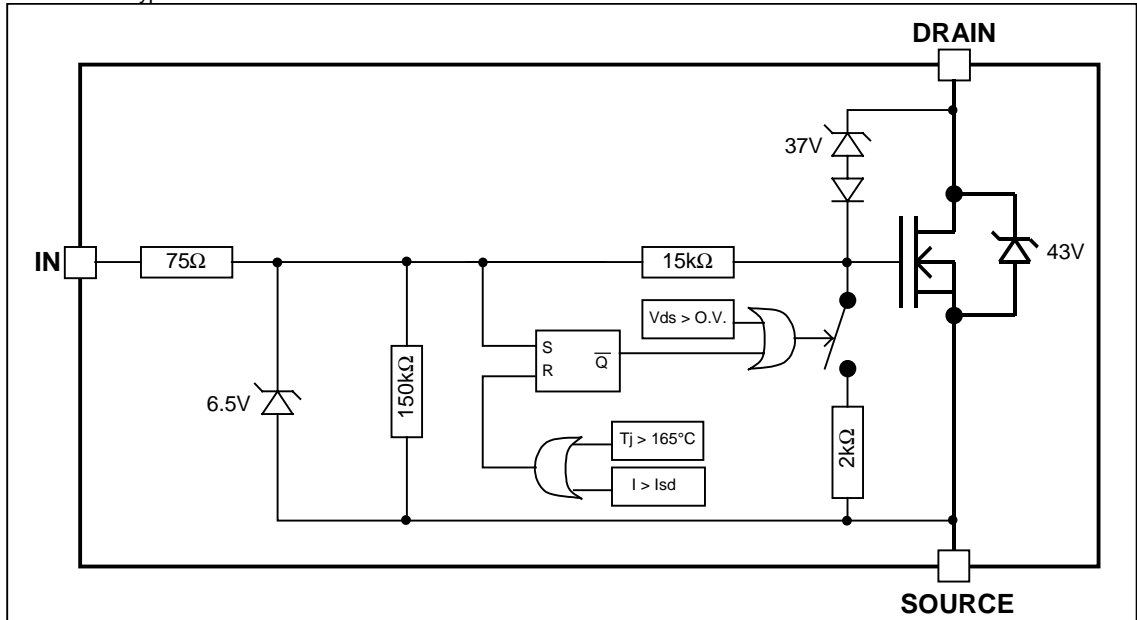 DRAIN
37V
43V
IN
75Ω
15kΩ
Vds > O.V.
S
R
Q̅
150kΩ
6.5V
Tj > 165°C
I > Isd
2kΩ
SOURCE